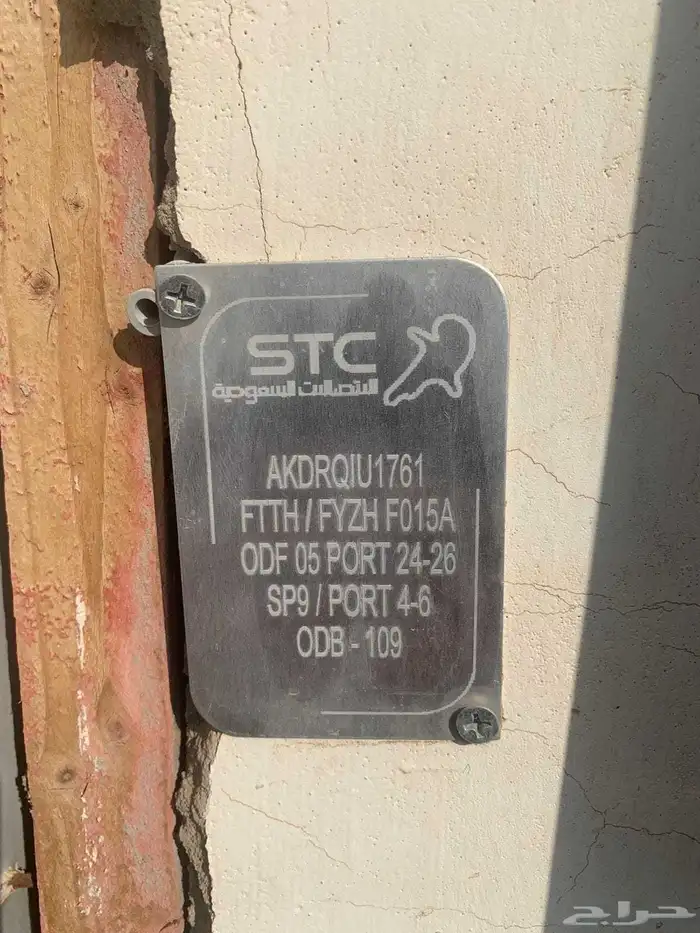 STC
الاتصالات السعودية
AKDRQIU1761
FTTH / FYZH F015A
ODF 05 PORT 24-26
SP9 / PORT 4-6
ODB - 109
حراج